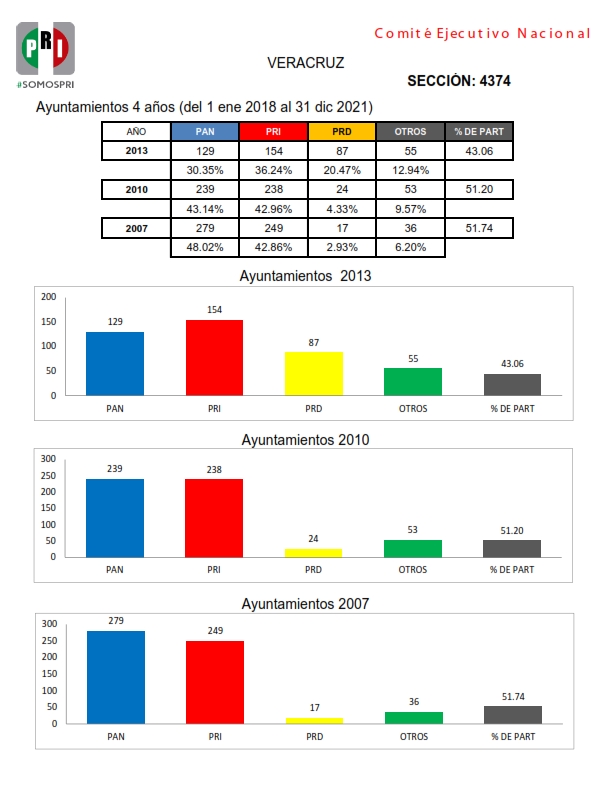 PRI
#SOMOSPRI
Comité Ejecutivo Nacional
VERACRUZ
SECCIÓN: 4374
Ayuntamientos 4 años (del 1 ene 2018 al 31 dic 2021)
AÑO PAN PRI PRD OTROS % DE PART
2013 129 154 87 55 43.06
30.35% 36.24% 20.47% 12.94%
2010 239 238 24 53 51.20
43.14% 42.96% 4.33% 9.57%
2007 279 249 17 36 51.74
48.02% 42.86% 2.93% 6.20%
Ayuntamientos 2013
200
150
100
50
0
129 154 87 55 43.06
PAN PRI PRD OTROS % DE PART
Ayuntamientos 2010
300
250
200
150
100
50
0
239 238 24 53 51.20
PAN PRI PRD OTROS % DE PART
Ayuntamientos 2007
300
250
200
150
100
50
0
279 249 17 36 51.74
PAN PRI PRD OTROS % DE PART